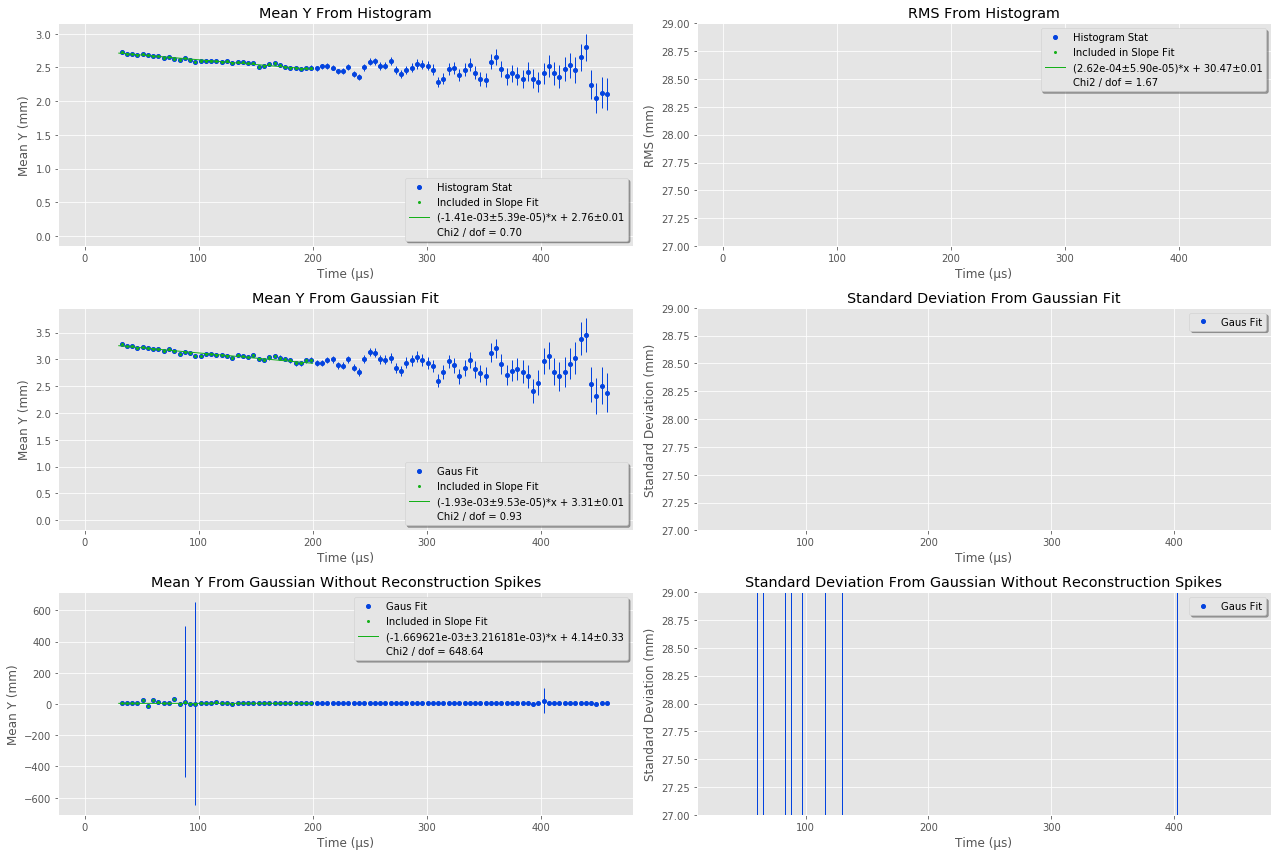 Mean Y From Histogram
3.0
2.5
2.0
1.5
1.0
0.5
0.0
Mean Y (mm)
Histogram Stat
Included in Slope Fit
(-1.41e-03±5.39e-05)*x + 2.76±0.01
Chi2 / dof = 0.70
0 100 200 300 400
Time (µs)
RMS From Histogram
29.00
28.75
28.50
28.25
28.00
27.75
27.50
27.25
27.00
RMS (mm)
Histogram Stat
Included in Slope Fit
(2.62e-04±5.90e-05)*x + 30.47±0.01
Chi2 / dof = 1.67
0 100 200 300 400
Time (µs)
Mean Y From Gaussian Fit
3.5
3.0
2.5
2.0
1.5
1.0
0.5
0.0
Mean Y (mm)
Gaus Fit
Included in Slope Fit
(-1.93e-03±9.53e-05)*x + 3.31±0.01
Chi2 / dof = 0.93
0 100 200 300 400
Time (µs)
Standard Deviation From Gaussian Fit
29.00
28.75
28.50
28.25
28.00
27.75
27.50
27.25
27.00
Standard Deviation (mm)
Gaus Fit
100 200 300 400
Time (µs)
Mean Y From Gaussian Without Reconstruction Spikes
600
400
200
0
−200
−400
−600
Mean Y (mm)
Gaus Fit
Included in Slope Fit
(-1.669621e-03±3.216181e-03)*x + 4.14±0.33
Chi2 / dof = 648.64
0 100 200 300 400
Time (µs)
Standard Deviation From Gaussian Without Reconstruction Spikes
29.00
28.75
28.50
28.25
28.00
27.75
27.50
27.25
27.00
Standard Deviation (mm)
Gaus Fit
100 200 300 400
Time (µs)